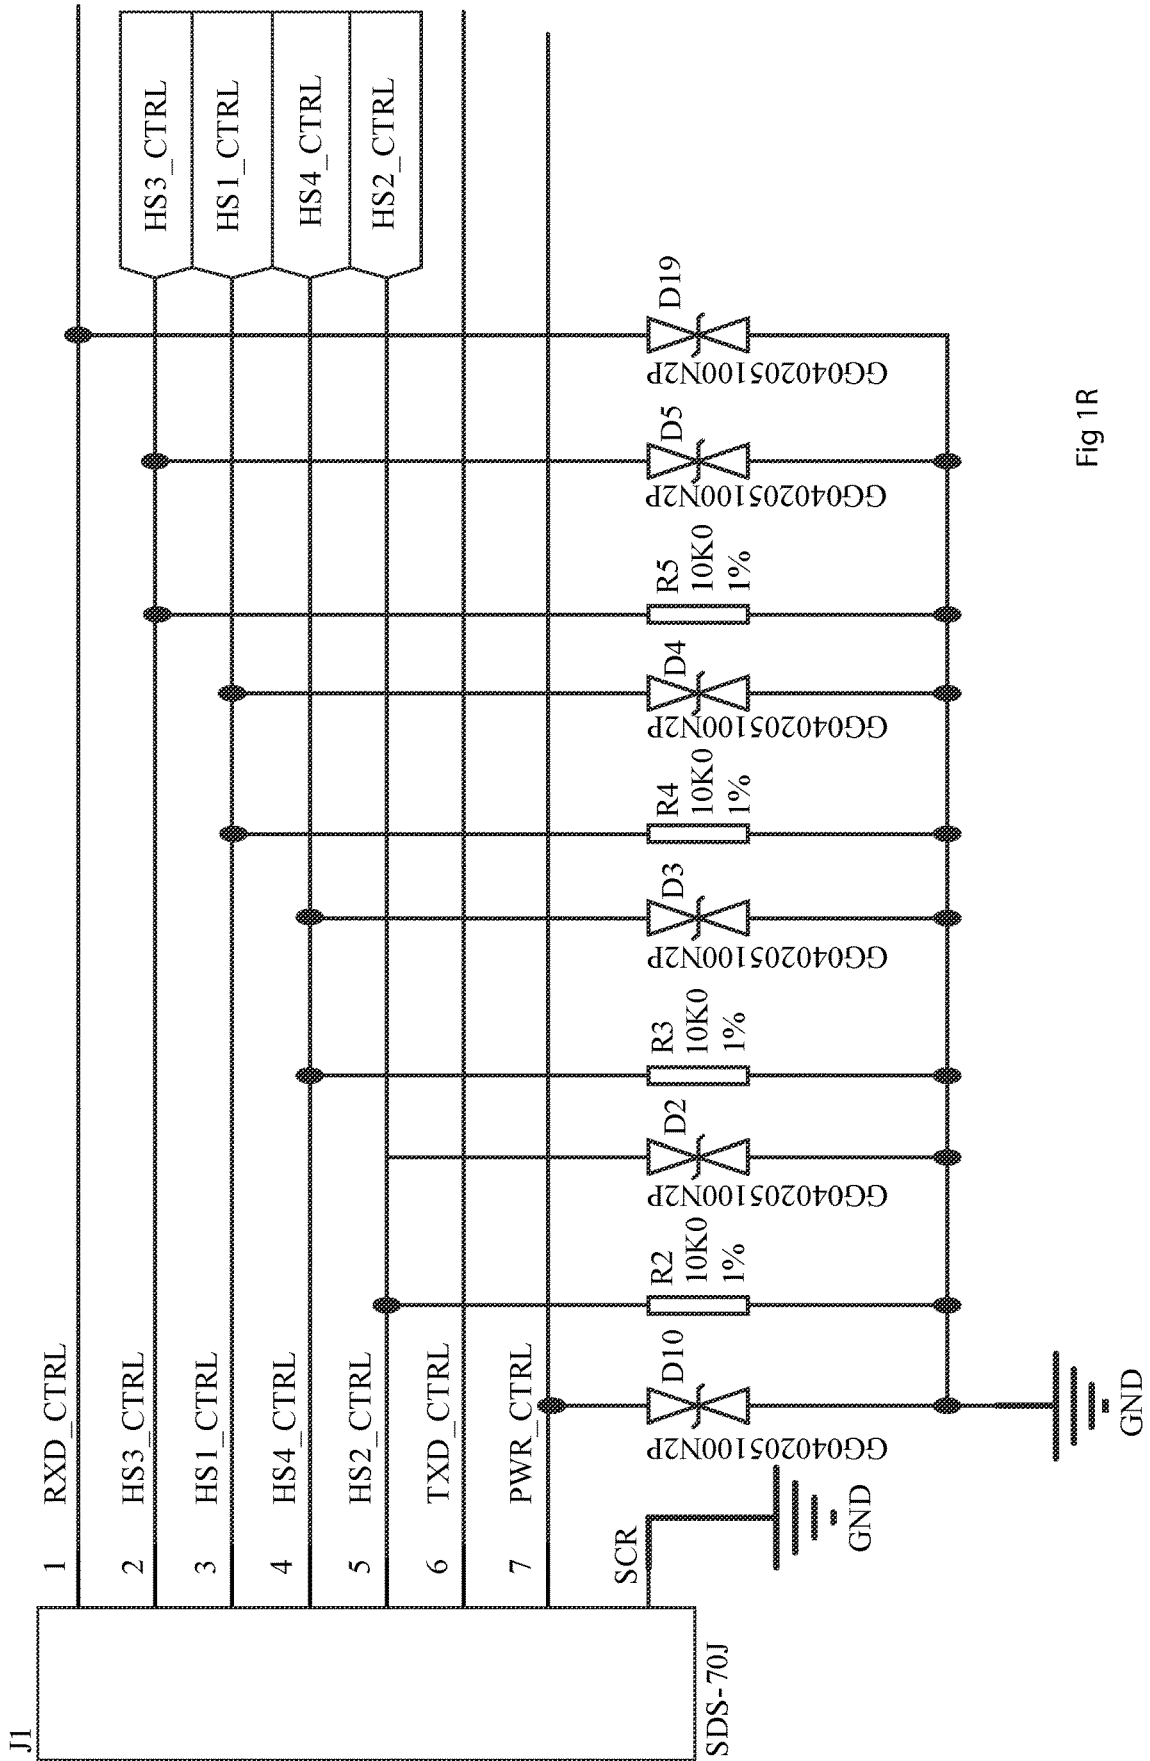 J1
SDS-70J
1
RXD_CTRL
2
HS3_CTRL
3
HS1_CTRL
4
HS4_CTRL
5
HS2_CTRL
6
TXD_CTRL
7
PWR_CTRL
SCR
GND
HS3_CTRL
HS1_CTRL
HS4_CTRL
HS2_CTRL
D10
GG040205100N2P
R2
10K0
1%
D2
GG040205100N2P
R3
10K0
1%
D3
GG040205100N2P
R4
10K0
1%
D4
GG040205100N2P
R5
10K0
1%
D5
GG040205100N2P
D19
GG040205100N2P
GND
Fig 1R